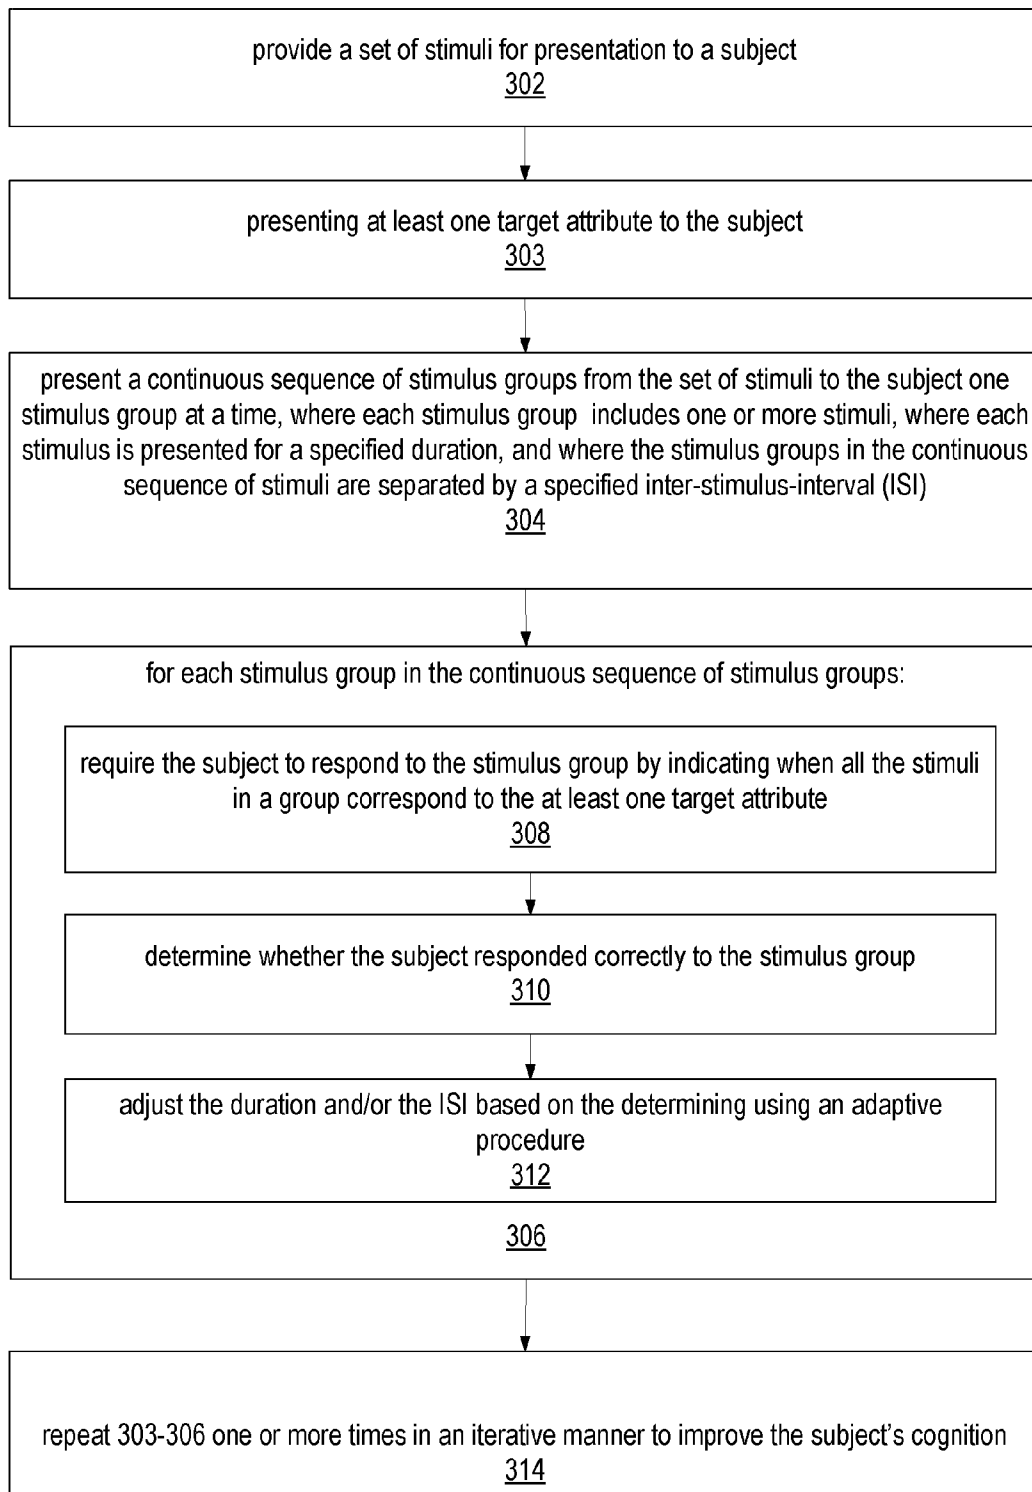 provide a set of stimuli for presentation to a subject
302
presenting at least one target attribute to the subject
303
present a continuous sequence of stimulus groups from the set of stimuli to the subject one
stimulus group at a time, where each stimulus group includes one or more stimuli, where each
stimulus is presented for a specified duration, and where the stimulus groups in the continuous
sequence of stimuli are separated by a specified inter-stimulus-interval (ISI)
304
for each stimulus group in the continuous sequence of stimulus groups:
require the subject to respond to the stimulus group by indicating when all the stimuli
in a group correspond to the at least one target attribute
308
determine whether the subject responded correctly to the stimulus group
310
adjust the duration and/or the ISI based on the determining using an adaptive
procedure
312
306
repeat 303-306 one or more times in an iterative manner to improve the subject's cognition
314